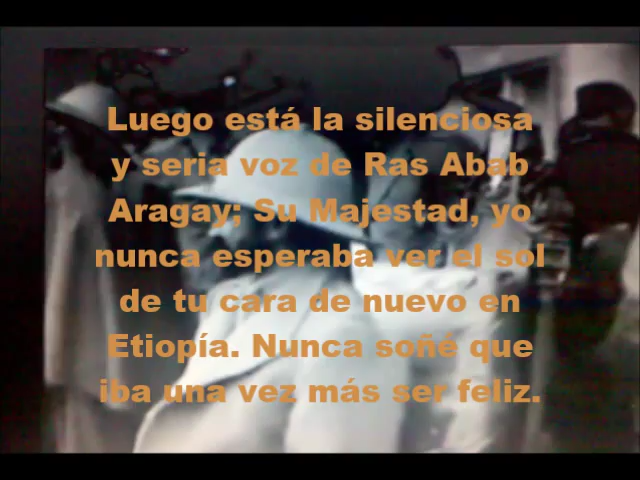 Luego está la silenciosa
y seria voz de Ras Abab
Aragay; Su Majestad, yo
nunca esperaba ver el sol
de tu cara de nuevo en
Etiopía. Nunca soñé que
iba una vez más ser feliz.